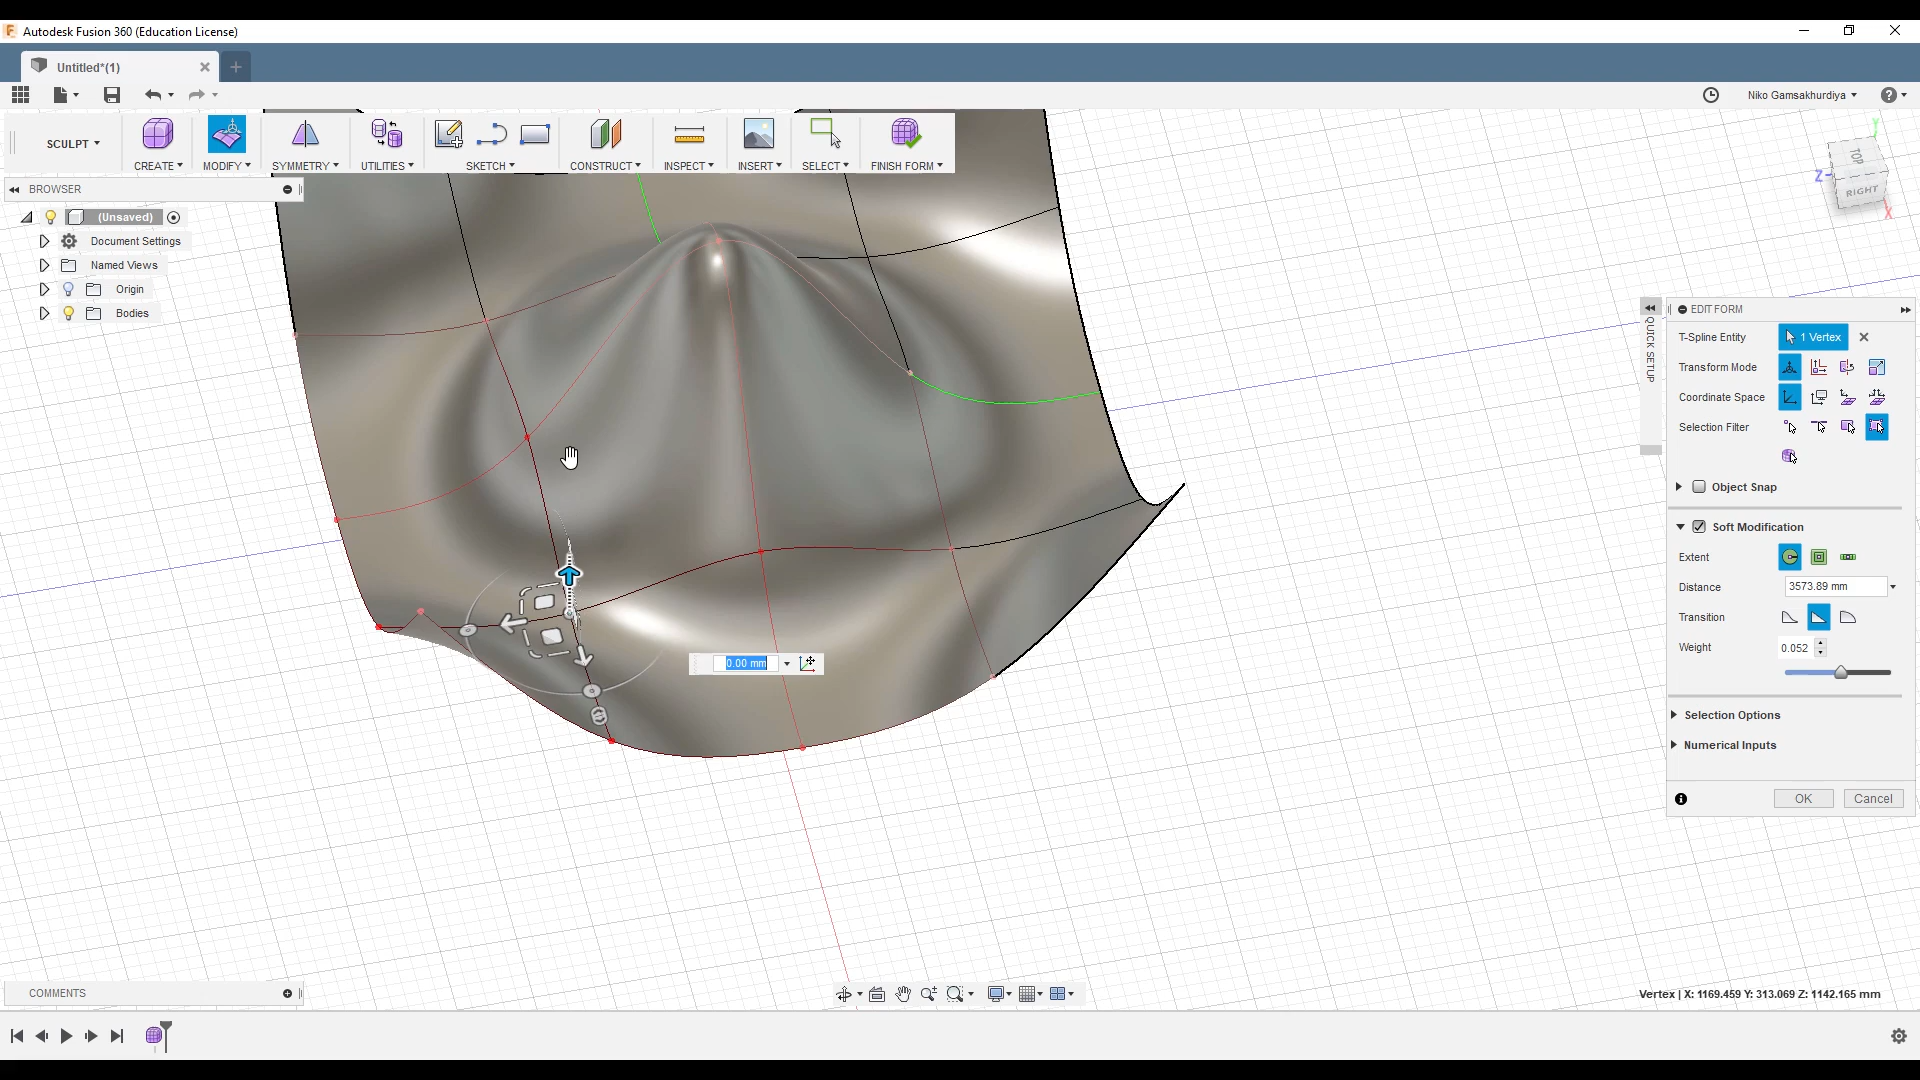 Autodesk Fusion 360 (Education License)
Untitled*(1)
Niko Gamsakhurdiya
SCULPT
CREATE
MODIFY
SYMMETRY
UTILITIES
SKETCH
CONSTRUCT
INSPECT
INSERT
SELECT
FINISH FORM
Y
TOP
Z
RIGHT
X
BROWSER
(Unsaved)
Document Settings
Named Views
Origin
Bodies
QUICK SETUP
EDIT FORM
T-Spline Entity
1 Vertex
Transform Mode
Coordinate Space
Selection Filter
Object Snap
Soft Modification
Extent
Distance
3573.89 mm
Transition
Weight
0.052
Selection Options
Numerical Inputs
OK
Cancel
0.00 mm
COMMENTS
Vertex | X: 1169.459 Y: 313.069 Z: 1142.165 mm